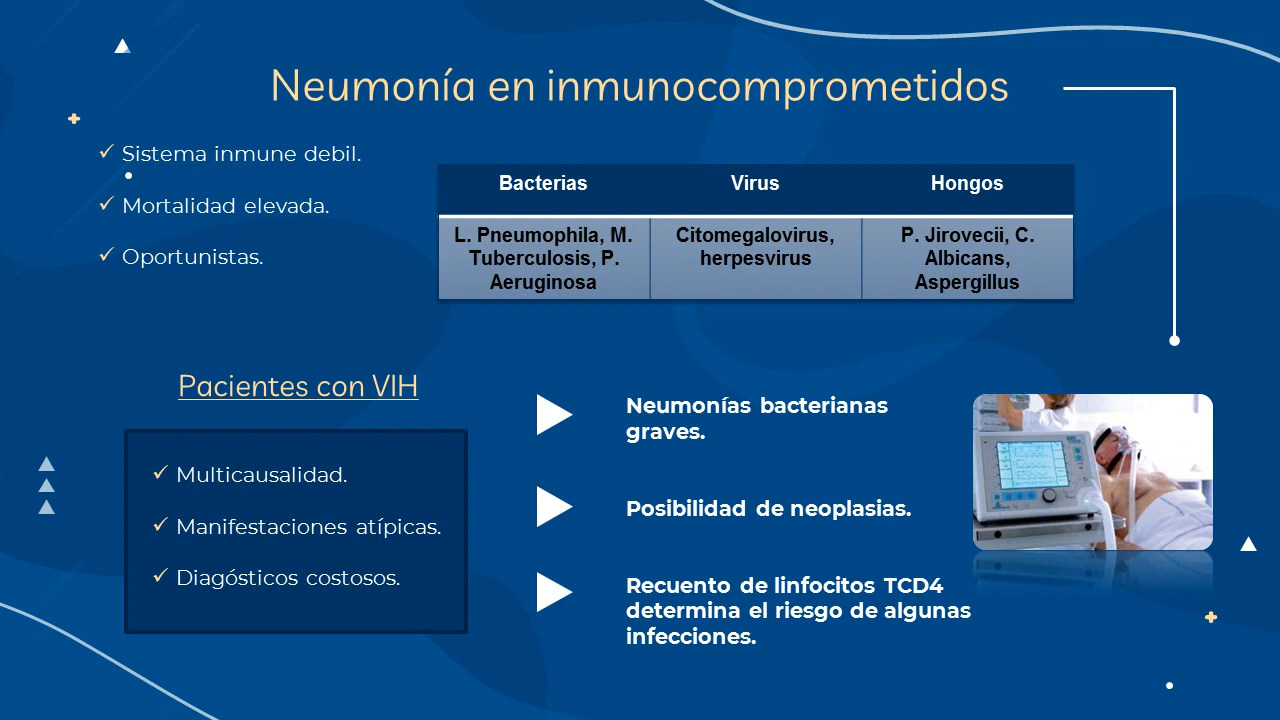 Neumonía en inmunocomprometidos
Sistema inmune debil.
Mortalidad elevada.
Oportunistas.
Bacterias Virus Hongos
L. Pneumophila, M.
Tuberculosis, P.
Aeruginosa
Citomegalovirus,
herpesvirus
P. Jirovecii, C.
Albicans,
Aspergillus
Pacientes con VIH
Multicausalidad.
Manifestaciones atípicas.
Diagósticos costosos.
Neumonías bacterianas
graves.
Posibilidad de neoplasias.
Recuento de linfocitos TCD4
determina el riesgo de algunas
infecciones.